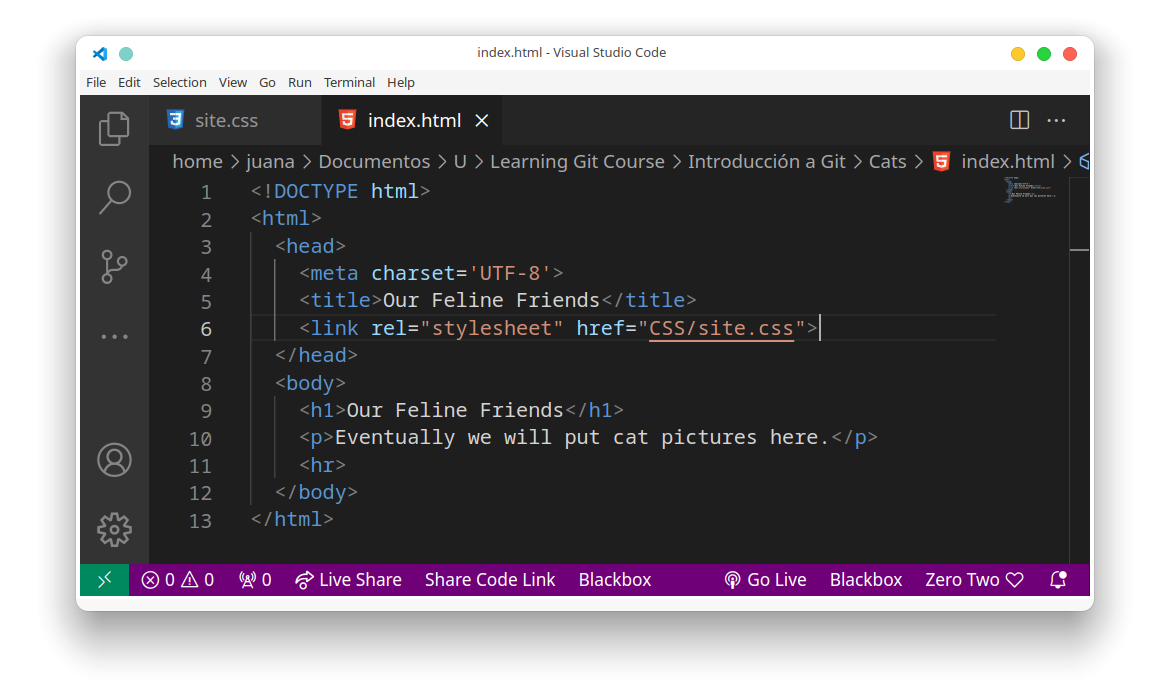 index.html - Visual Studio Code
File Edit Selection View Go Run Terminal Help
site.css index.html
home > juana > Documentos > U > Learning Git Course > Introducción a Git > Cats > index.html >
1 <!DOCTYPE html>
2 <html>
3 <head>
4 <meta charset='UTF-8'>
5 <title>Our Feline Friends</title>
6 <link rel="stylesheet" href="CSS/site.css">
7 </head>
8 <body>
9 <h1>Our Feline Friends</h1>
10 <p>Eventually we will put cat pictures here.</p>
11 <hr>
12 </body>
13 </html>
0 0 0 Live Share Share Code Link Blackbox Go Live Blackbox Zero Two